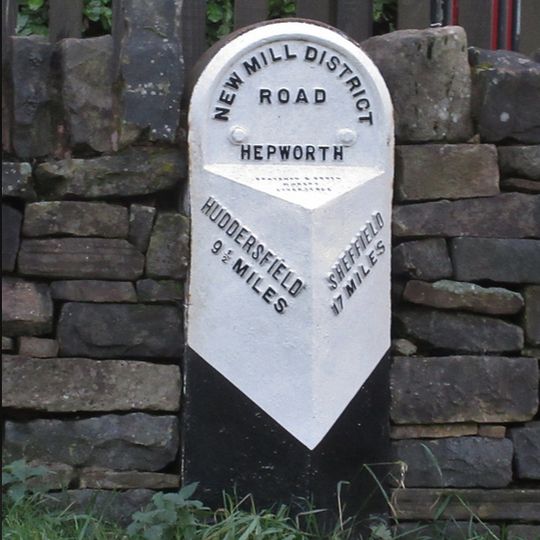 NEW MILL DISTRICT
ROAD
HEPWORTH
HUDDERSFIELD
9½ MILES
SHEFFIELD
17 MILES